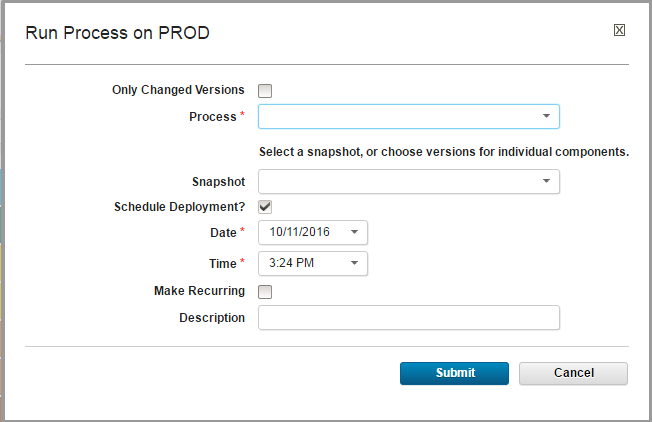 Run Process on PROD
X
Only Changed Versions
Process *
Select a snapshot, or choose versions for individual components.
Snapshot
Schedule Deployment?
Date * 10/11/2016
Time * 3:24 PM
Make Recurring
Description
Submit Cancel